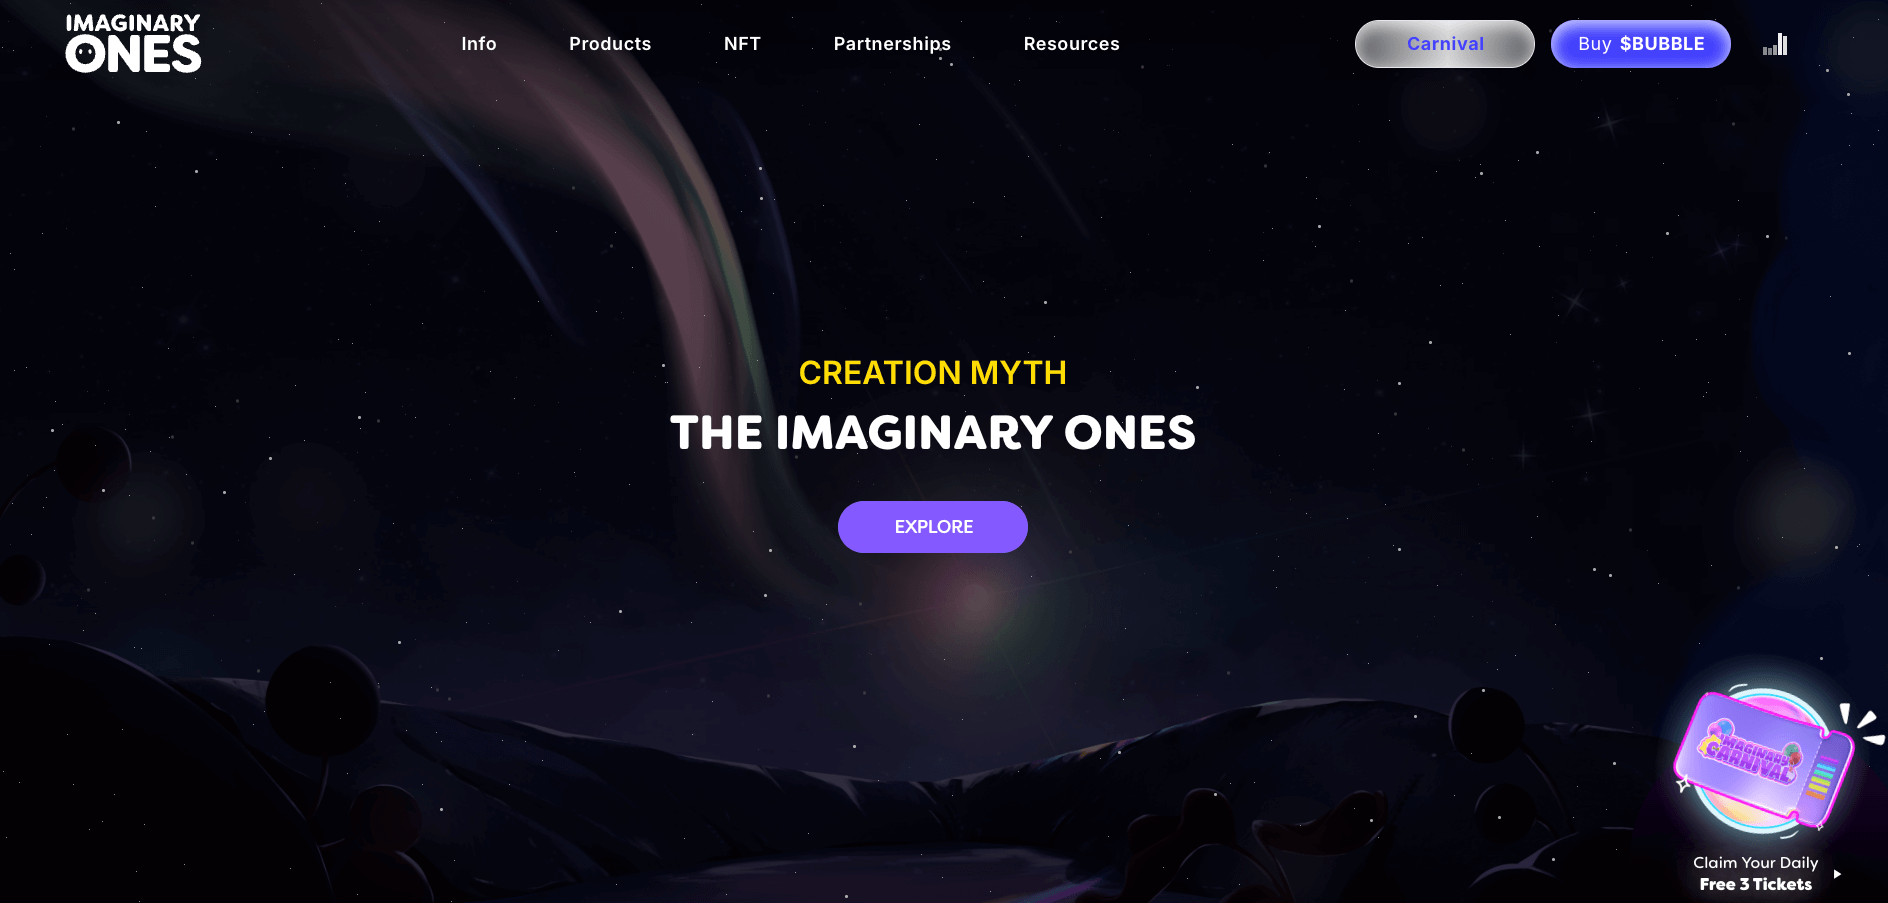 IMAGINARY
ONES
Info
Products
NFT
Partnerships
Resources
Carnival
Buy $BUBBLE
CREATION MYTH
THE IMAGINARY ONES
EXPLORE
IMAGINARY
CARNIVAL
Claim Your Daily
Free 3 Tickets